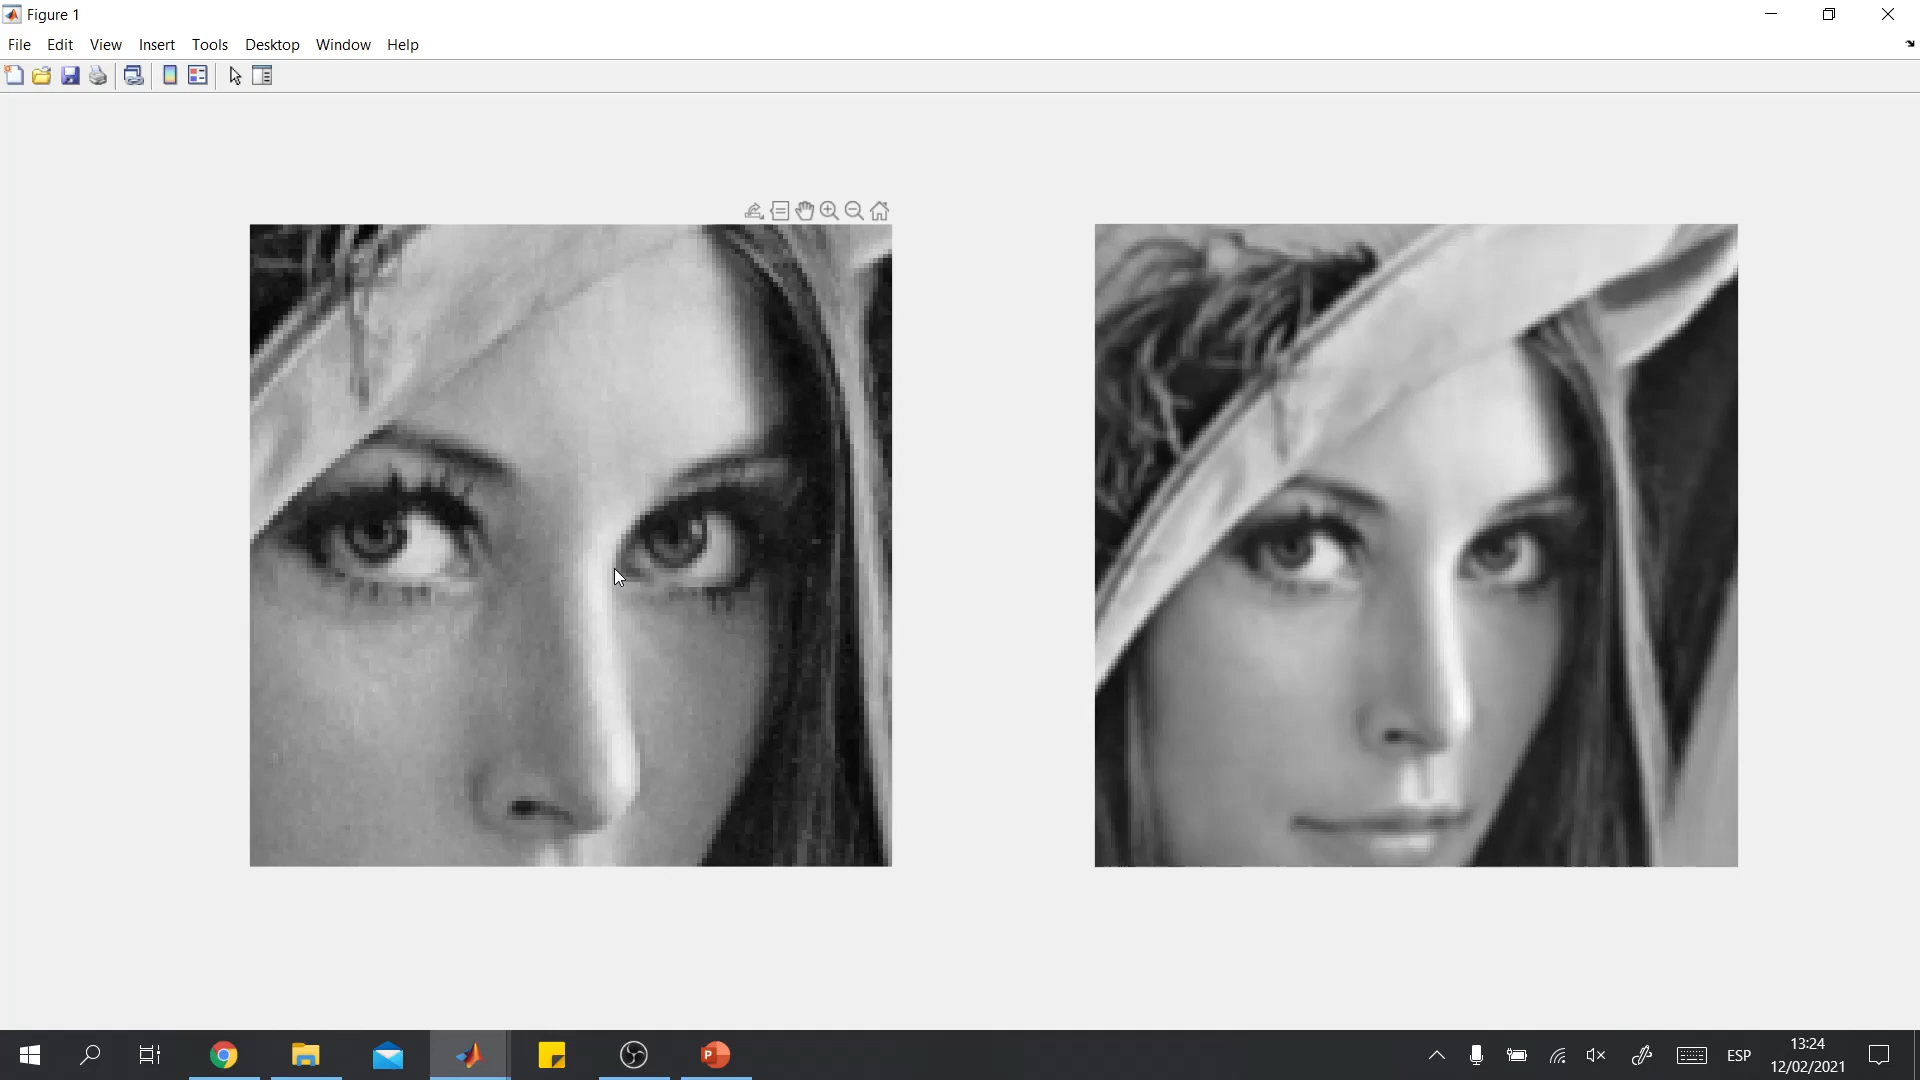 Figure 1
File Edit View Insert Tools Desktop Window Help
P
ESP
13:24
12/02/2021